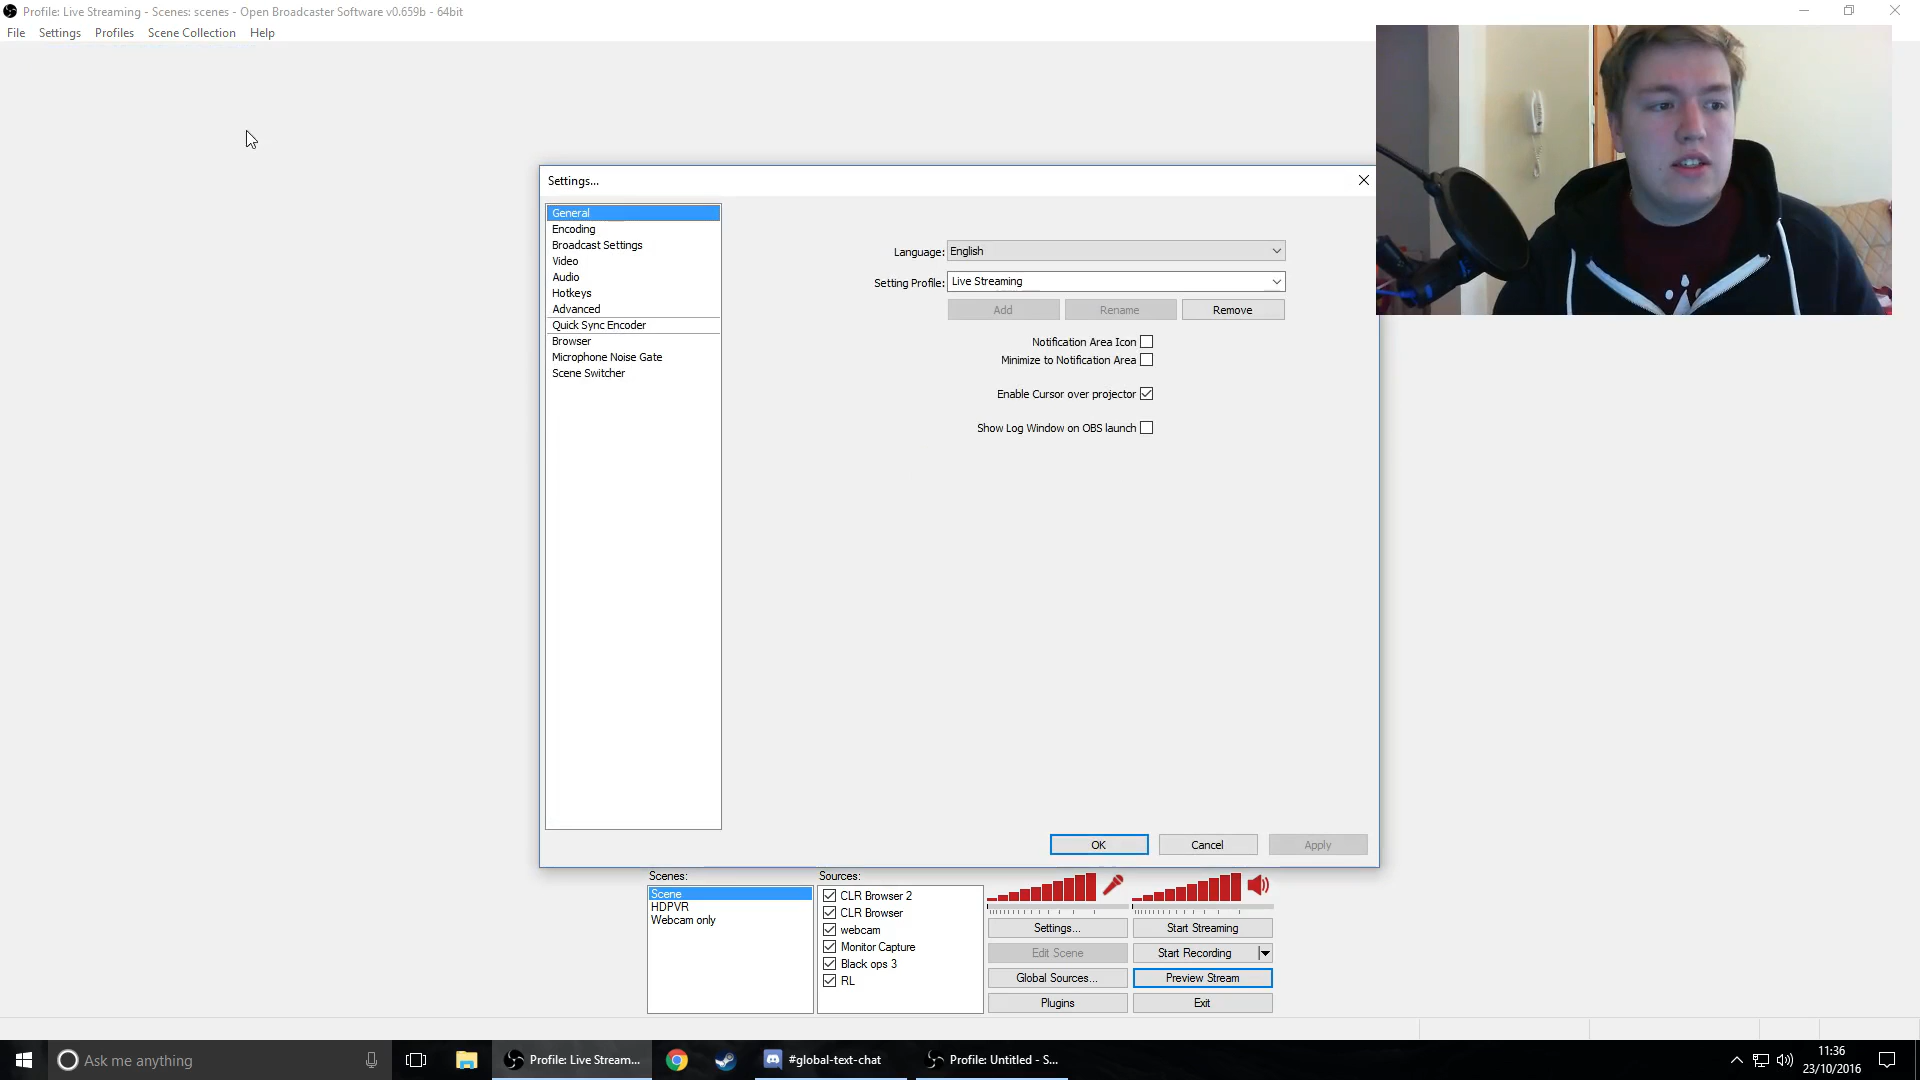 Profile: Live Streaming - Scenes: scenes - Open Broadcaster Software v0.659b - 64bit
File Settings Profiles Scene Collection Help
Settings...
General
Encoding
Broadcast Settings
Video
Audio
Hotkeys
Advanced
Quick Sync Encoder
Browser
Microphone Noise Gate
Scene Switcher
Language: English
Setting Profile: Live Streaming
Add Rename Remove
Notification Area Icon
Minimize to Notification Area
Enable Cursor over projector
Show Log Window on OBS launch
OK Cancel Apply
Scenes:
Scene
HDPVR
Webcam only
Sources:
CLR Browser 2
CLR Browser
webcam
Monitor Capture
Black ops 3
RL
Settings... Start Streaming
Edit Scene Start Recording
Global Sources... Preview Stream
Plugins Exit
Ask me anything
Profile: Live Stream...
#global-text-chat
Profile: Untitled - S...
11:36
23/10/2016